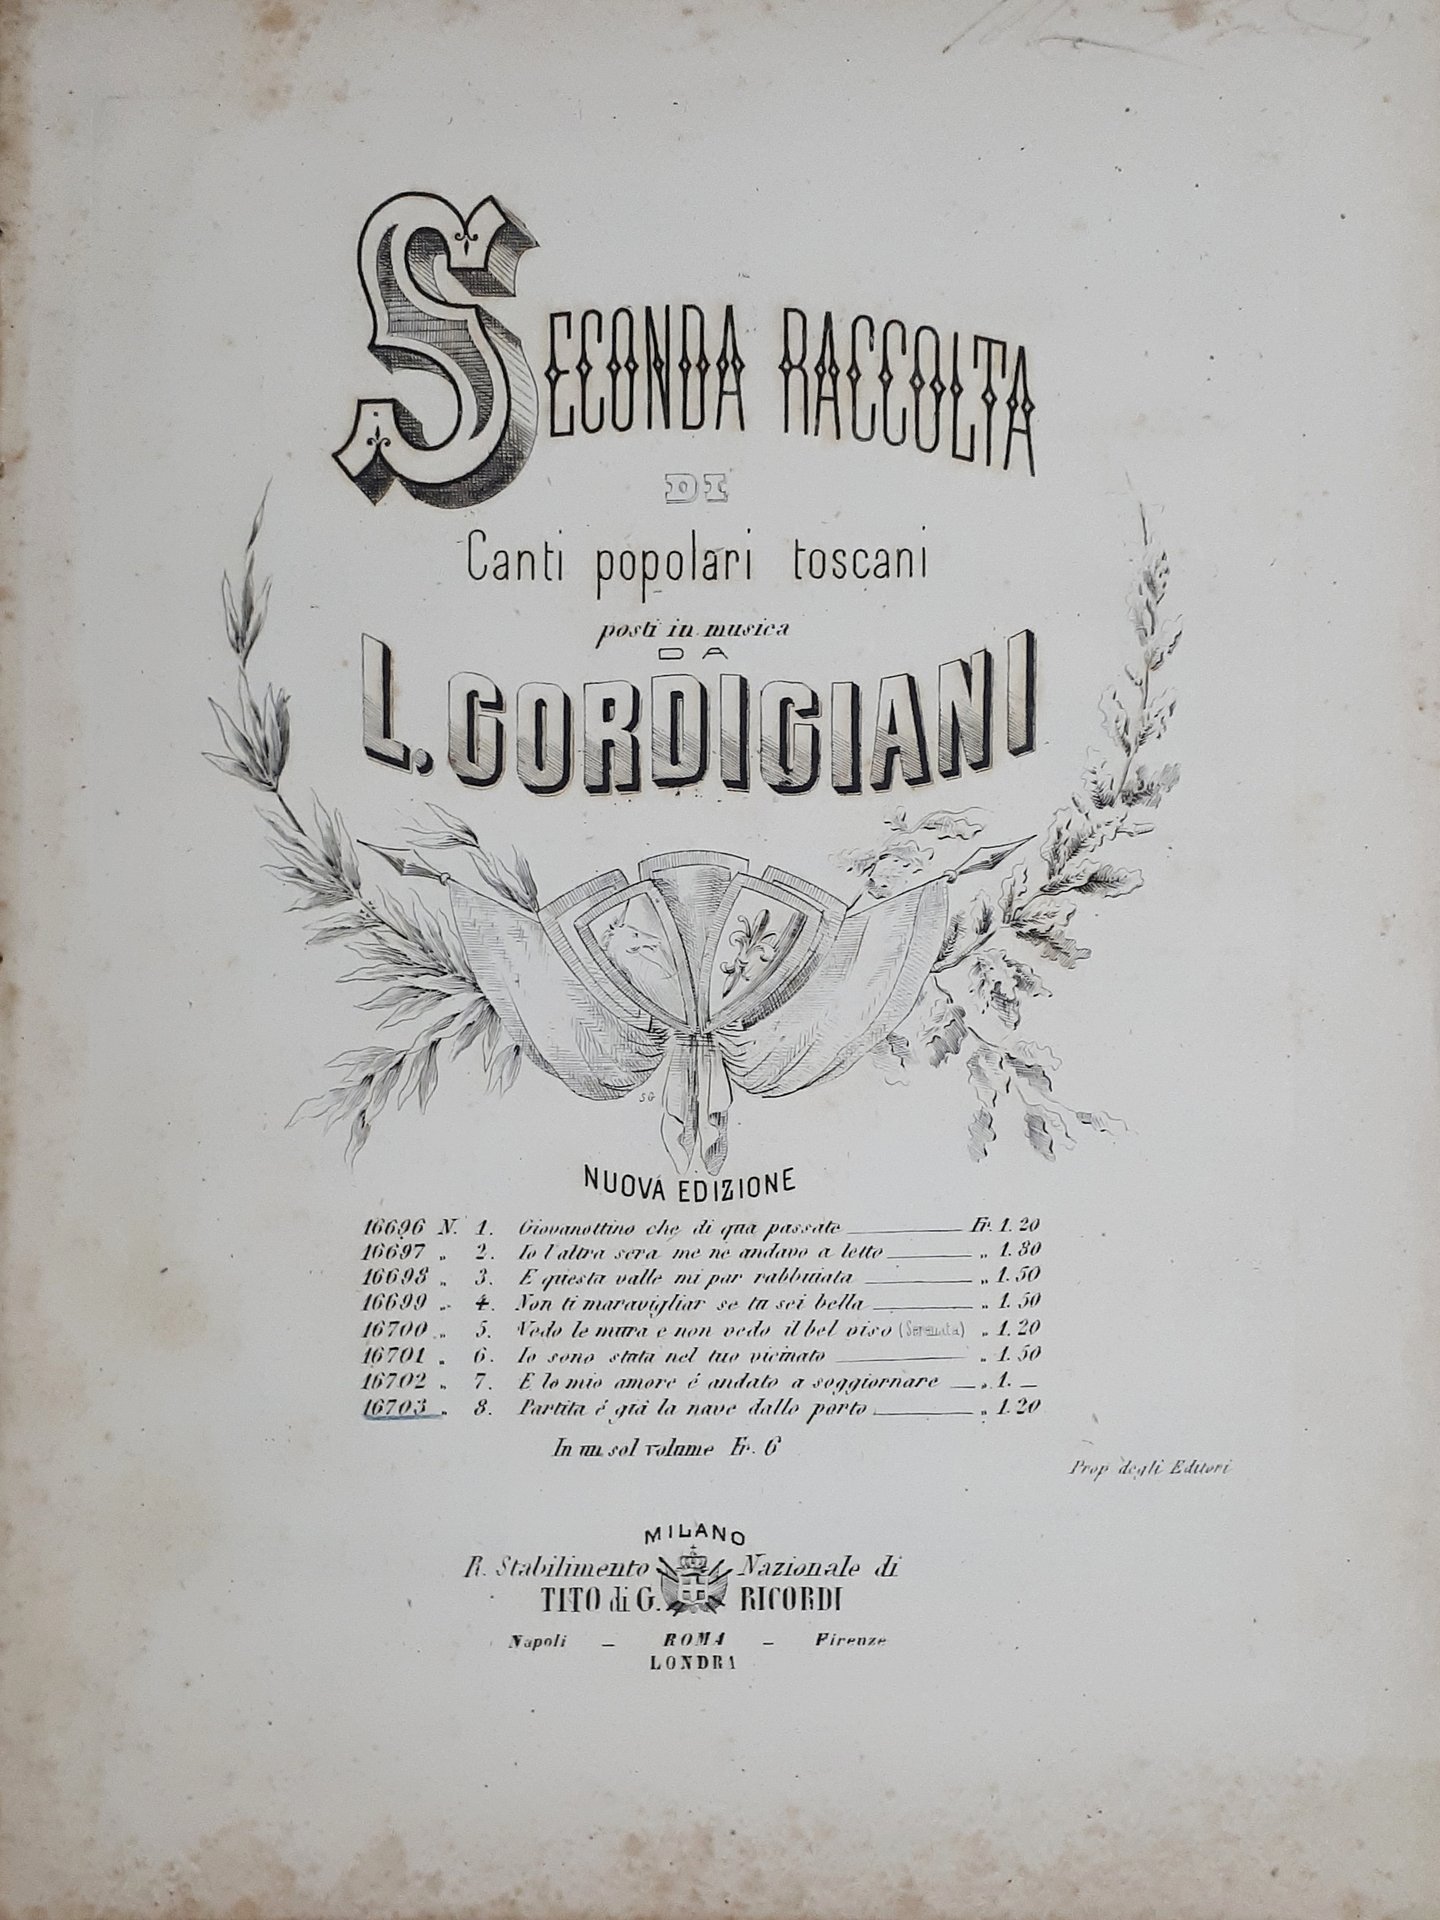 SECONDA RACCOLTA
DI
Canti popolari toscani
posti in musica
DA
L. GORDIGIANI
SG
NUOVA EDIZIONE
16696 N. 1. Giovanottino che di qua passate Fr. 1. 20
16697 „ 2. Io l'altra sera me ne andavo a letto „ 1. 80
16698 „ 3. E questa valle mi par rabbuiata „ 1. 50
16699 „ 4. Non ti maravigliar se tu sei bella „ 1. 50
16700 „ 5. Vedo le mura e non vedo il bel viso (Serenata) „ 1. 20
16701 „ 6. Io sono stata nel tuo vicinato „ 1. 50
16702 „ 7. E lo mio amore é andato a soggiornare „ 1. —
16703 „ 8. Partita é già la nave dallo porto „ 1. 20
In un sol volume Fr. 6
Prop degli Editori
MILANO
R. Stabilimento Nazionale di
TITO di G. RICORDI
Napoli — ROMA — Firenze
LONDRA